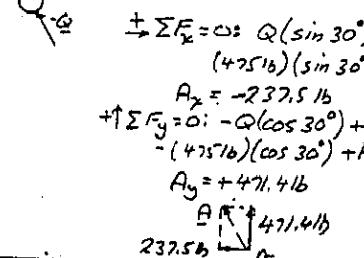 Q
+→ ΣFx = 0: Q(sin 30°
(475 lb)(sin 30°
Ax = -237.5 lb
+↑ ΣFy = 0: -Q(cos 30°) +
-(475 lb)(cos 30°) +
Ay = +471.4 lb
A 471.4 lb
237.5 lb